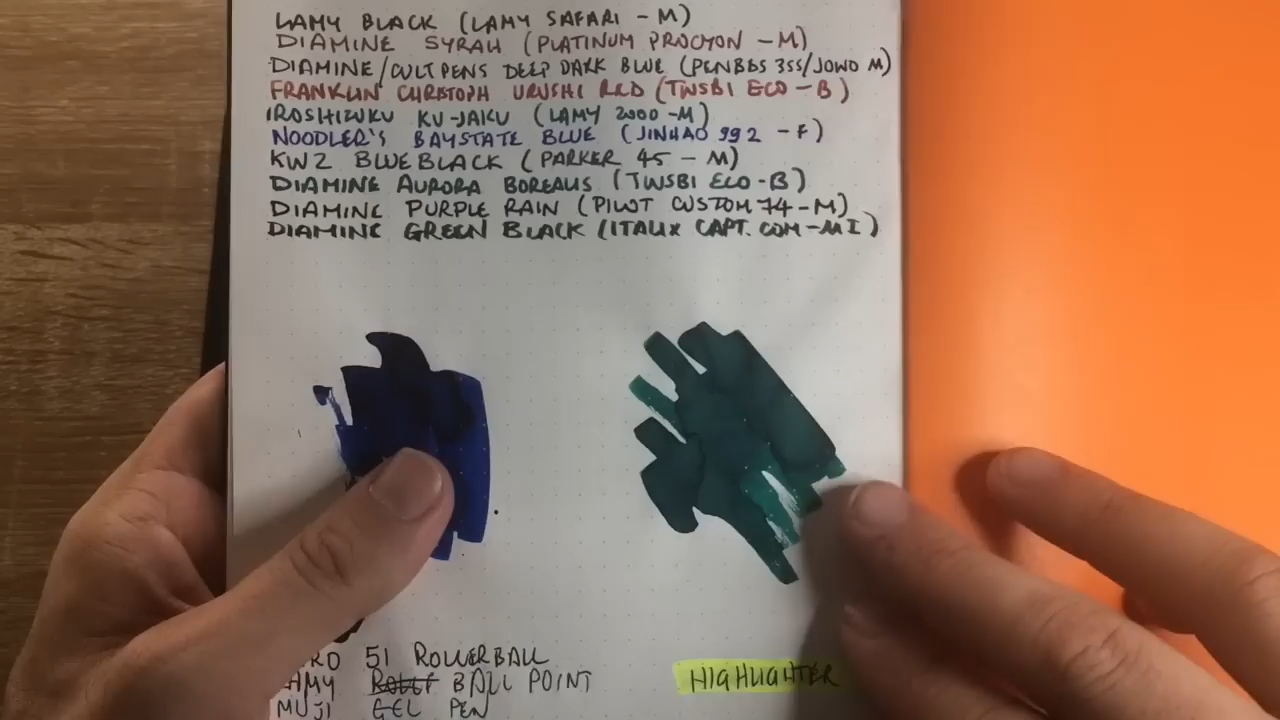 LAMY BLACK (LAMY SAFARI - M)
DIAMINE SYRAH (PLATINUM PROCYON - M)
DIAMINE/CULTPENS DEEP DARK BLUE (PENBBS 355/JOWO M)
FRANKLIN CHRISTOPH URUSHI RED (TWSBI ECO - B)
IROSHIZUKU KU-JAKU (LAMY 2000 - M)
NOODLER'S BAYSTATE BLUE (JINHAO 992 - F)
KWZ BLUEBLACK (PARKER 45 - M)
DIAMINE AURORA BOREALIS (TWSBI ECO - B)
DIAMINE PURPLE RAIN (PILOT CUSTOM 74 - M)
DIAMINE GREEN BLACK (ITALIX CAPT. COM - MI)
51 ROLLERBALL
BALL POINT
HIGHLIGHTER
MUJI GEL PEN